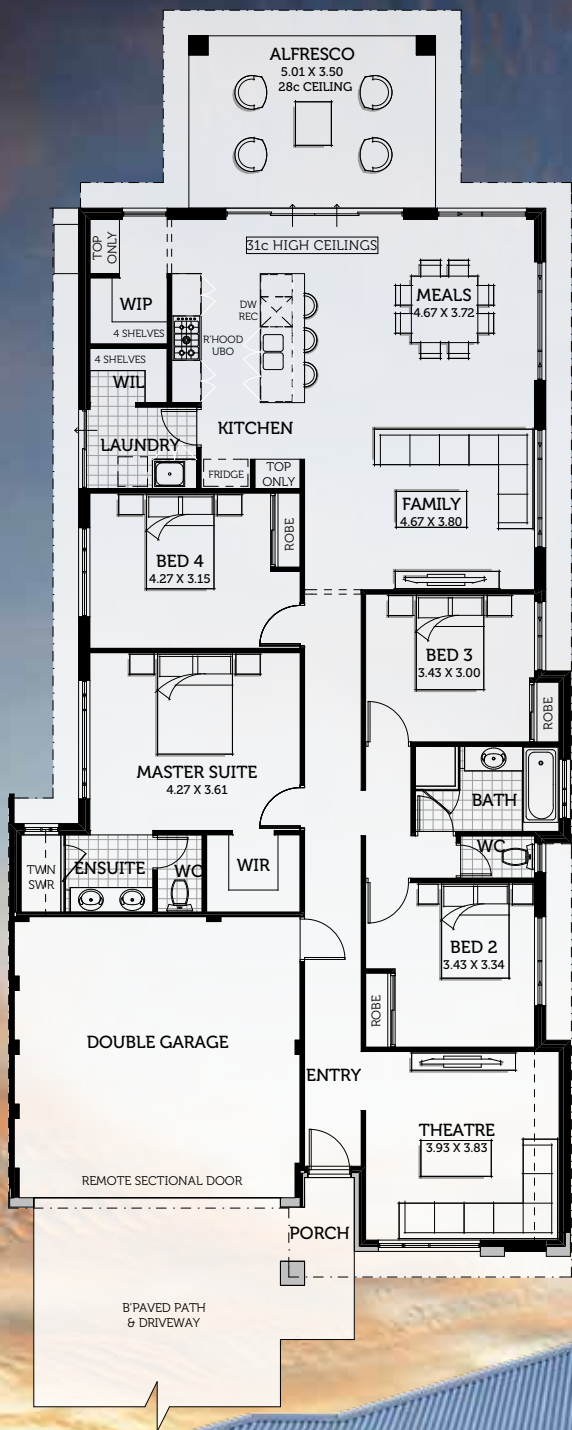 ALFRESCO
5.01 X 3.50
28c CEILING
31c HIGH CEILINGS
TOP
ONLY
WIP
4 SHELVES
DW
REC
R'HOOD
UBO
MEALS
4.67 X 3.72
4 SHELVES
WIL
LAUNDRY
KITCHEN
FRIDGE
TOP
ONLY
FAMILY
4.67 X 3.80
BED 4
4.27 X 3.15
ROBE
BED 3
3.43 X 3.00
ROBE
MASTER SUITE
4.27 X 3.61
BATH
WC
TWN
SWR
ENSUITE
WC
WIR
BED 2
3.43 X 3.34
ROBE
DOUBLE GARAGE
ENTRY
THEATRE
3.93 X 3.83
REMOTE SECTIONAL DOOR
PORCH
B'PAVED PATH
& DRIVEWAY